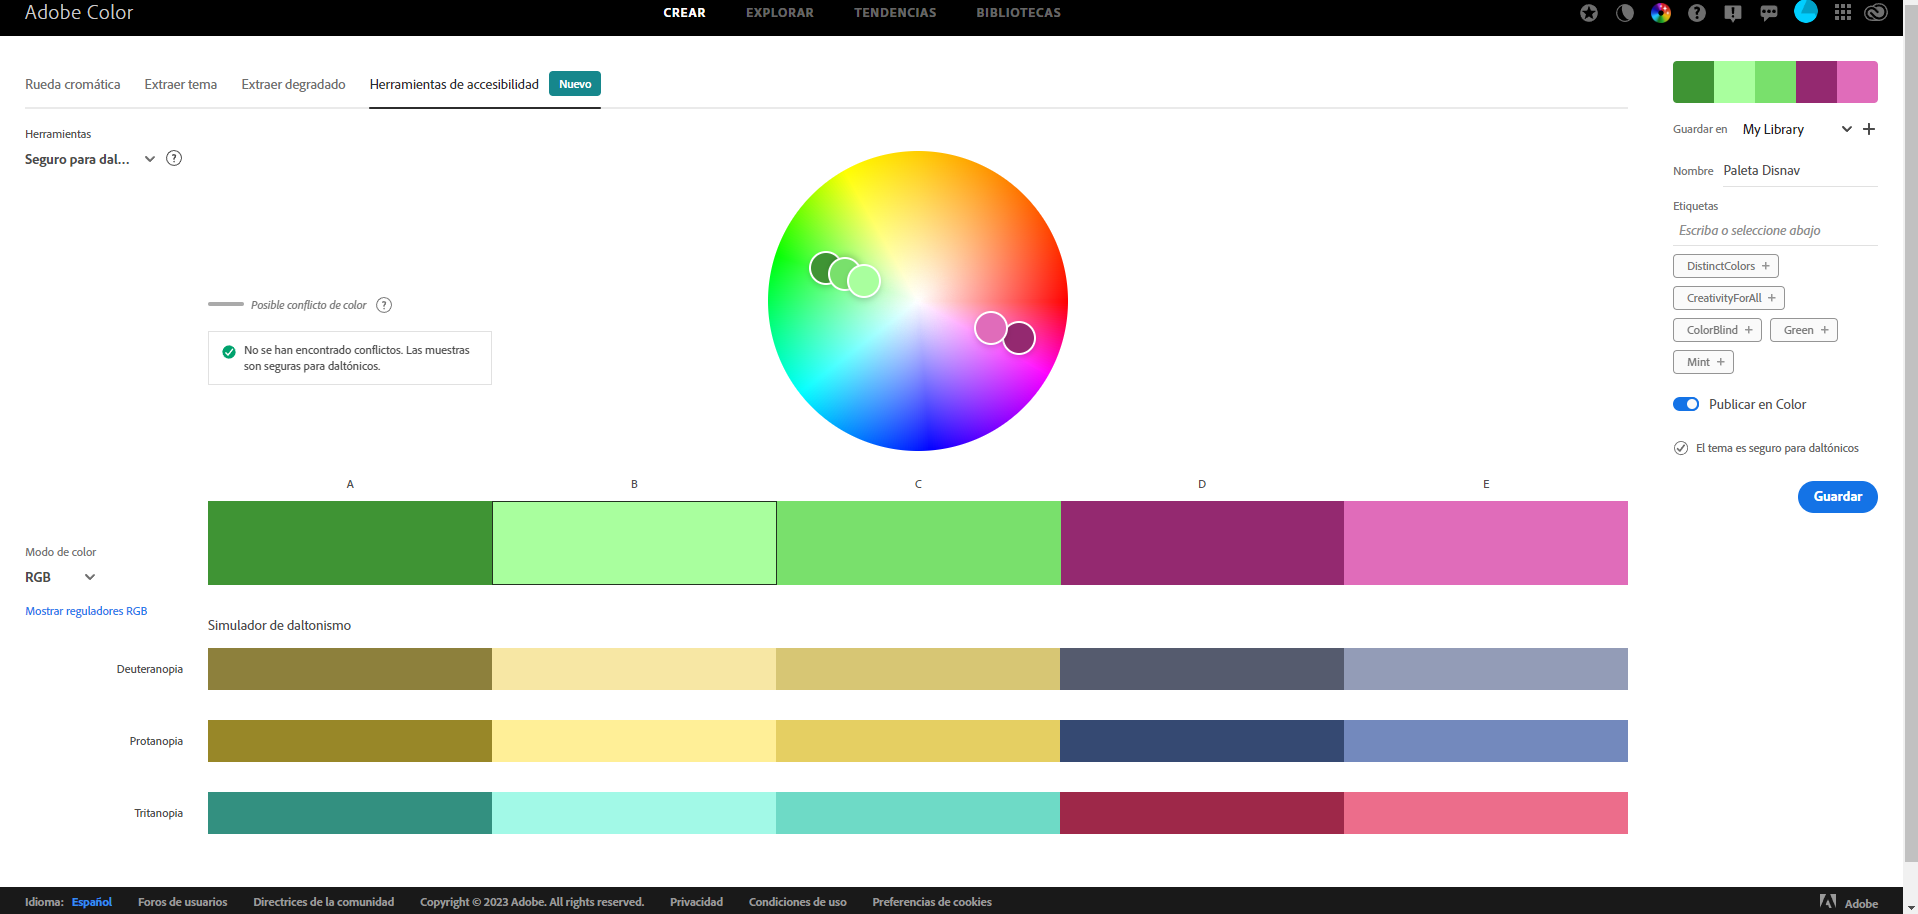 Adobe Color
CREAR EXPLORAR TENDENCIAS BIBLIOTECAS
Rueda cromática Extraer tema Extraer degradado Herramientas de accesibilidad Nuevo
Herramientas
Seguro para dal...
Posible conflicto de color
No se han encontrado conflictos. Las muestras
son seguras para daltónicos.
A B C D E
Modo de color
RGB
Mostrar reguladores RGB
Simulador de daltonismo
Deuteranopia
Protanopia
Tritanopia
Guardar en My Library
Nombre Paleta Disnav
Etiquetas
Escriba o seleccione abajo
DistinctColors +
CreativityForAll +
ColorBlind + Green +
Mint +
Publicar en Color
El tema es seguro para daltónicos
Guardar
Idioma: Español Foros de usuarios Directrices de la comunidad Copyright © 2023 Adobe. All rights reserved. Privacidad Condiciones de uso Preferencias de cookies Adobe